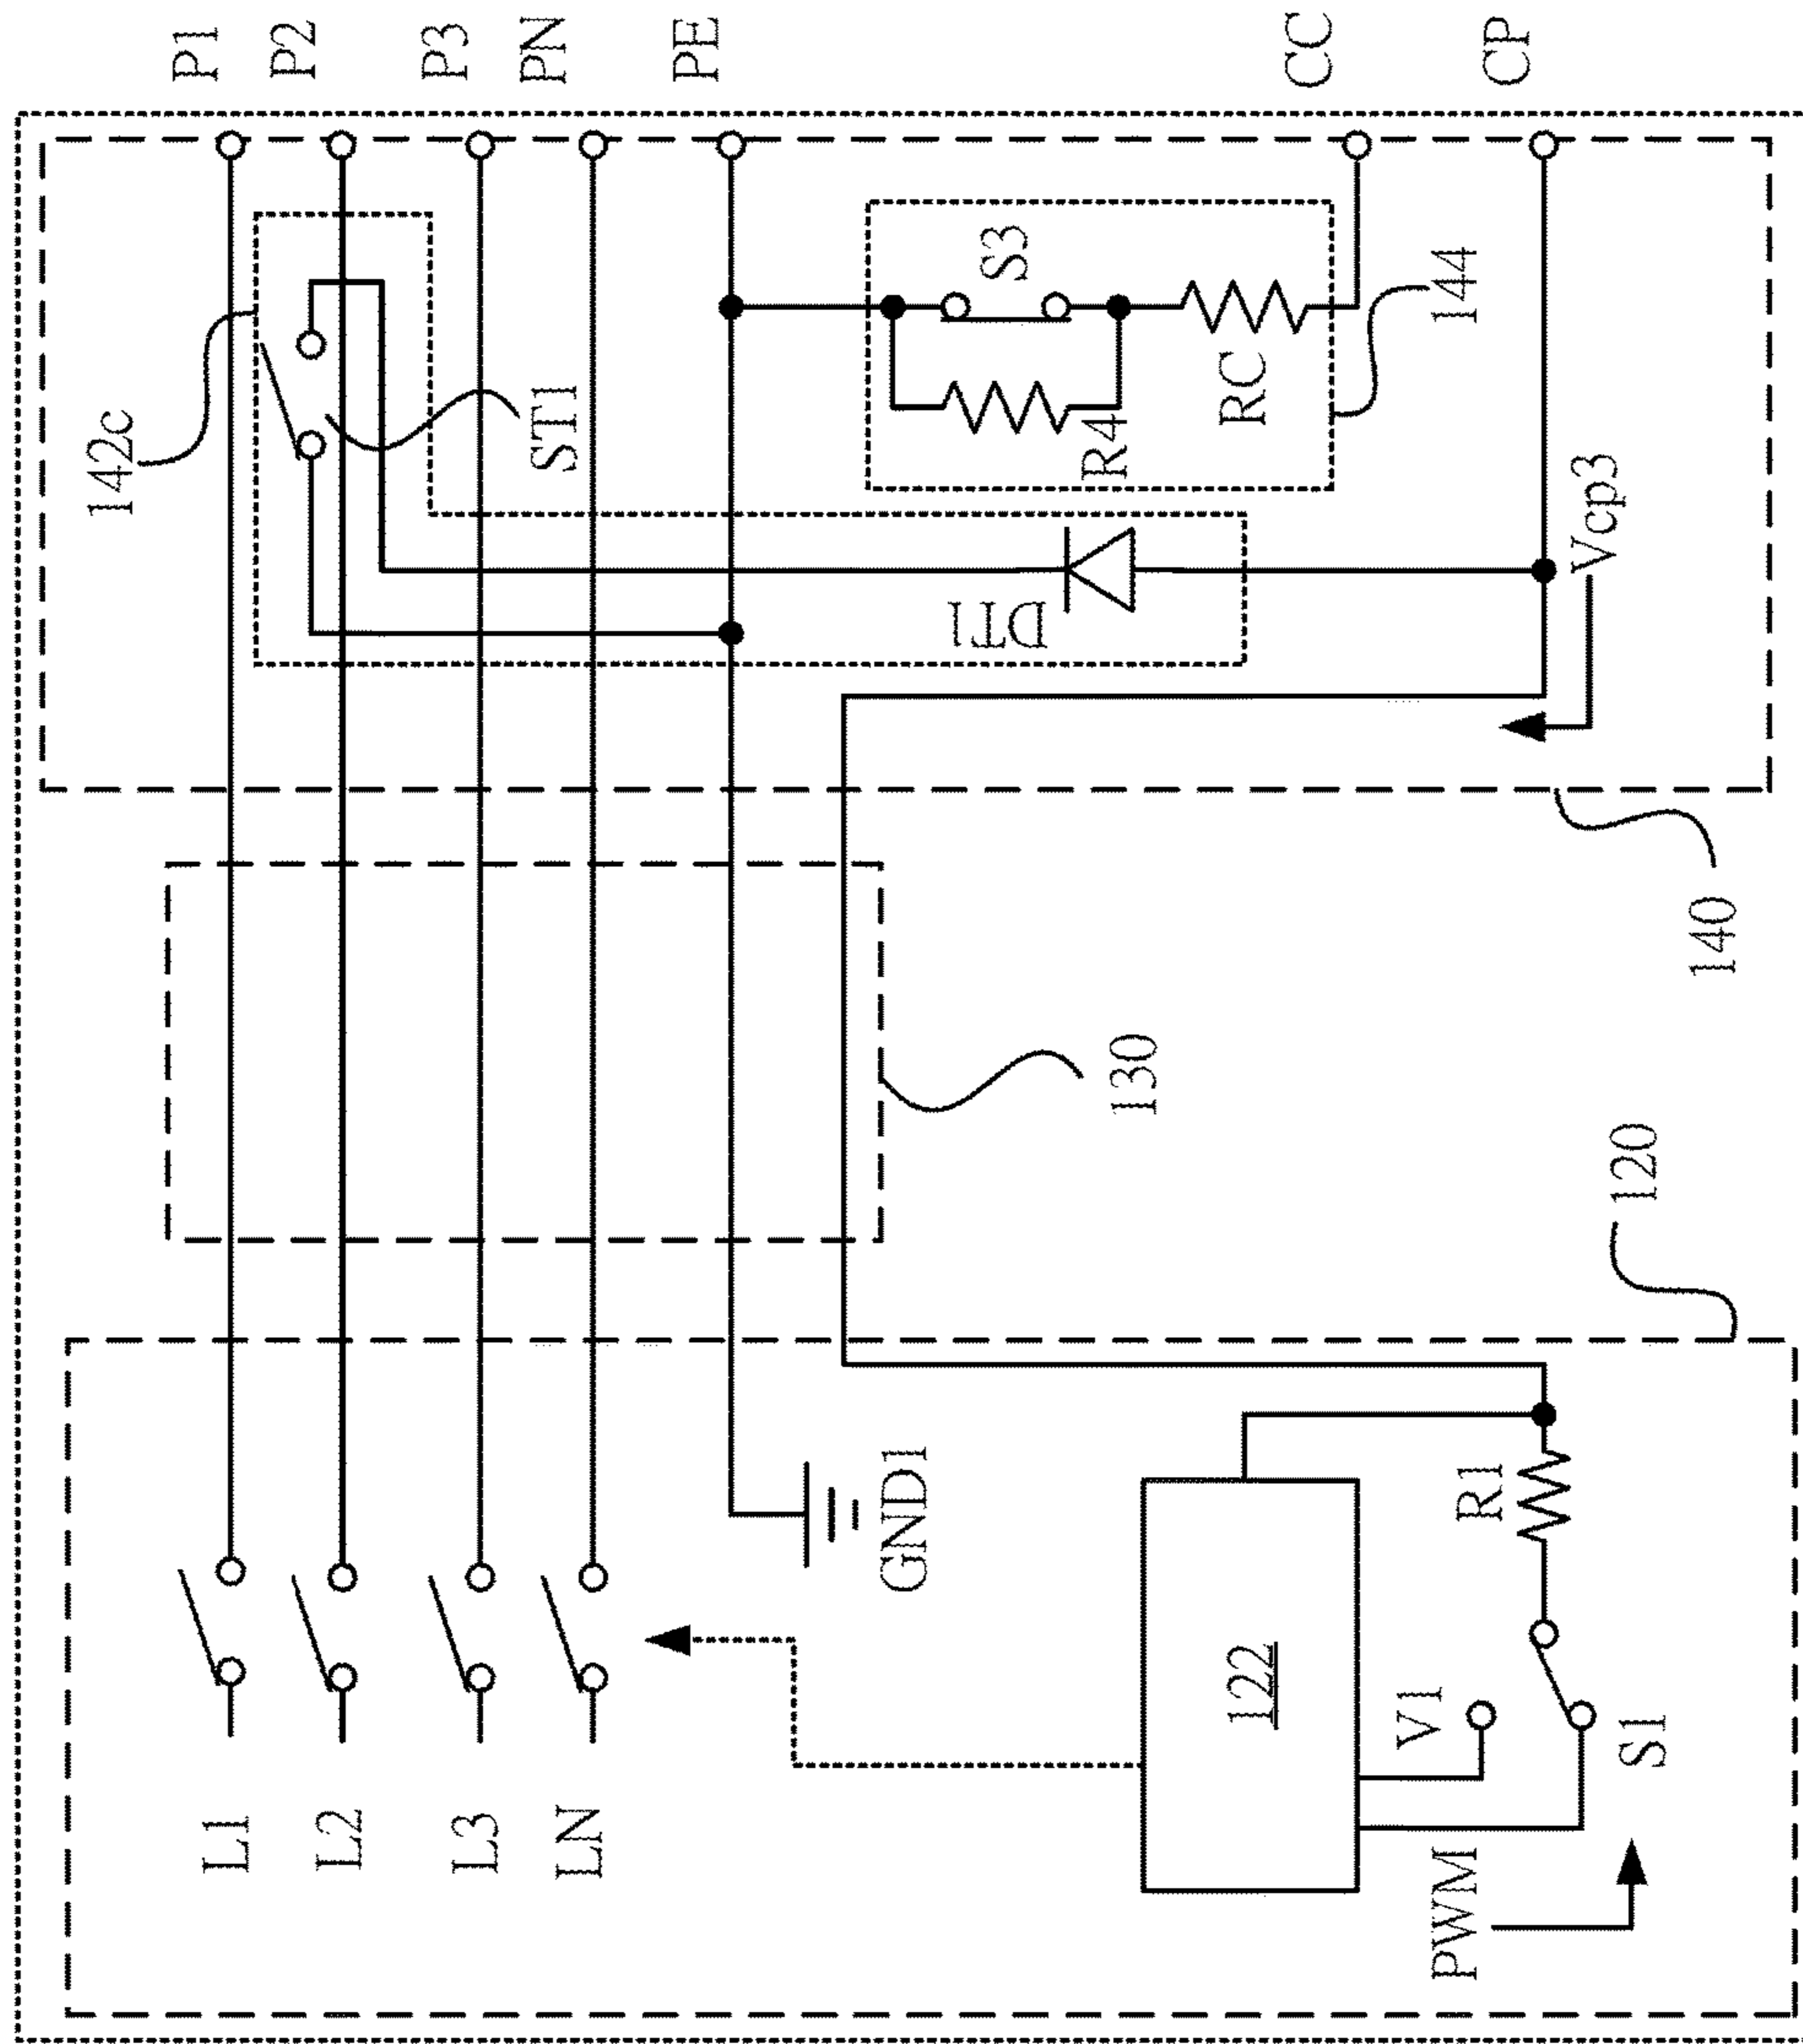 P1
P2
P3
PN
PE
CC
CP
142c
ST1
S3
R4
RC
144
DT1
Vcp3
140
130
120
L1
L2
L3
LN
GND1
122
V1
R1
S1
PWM